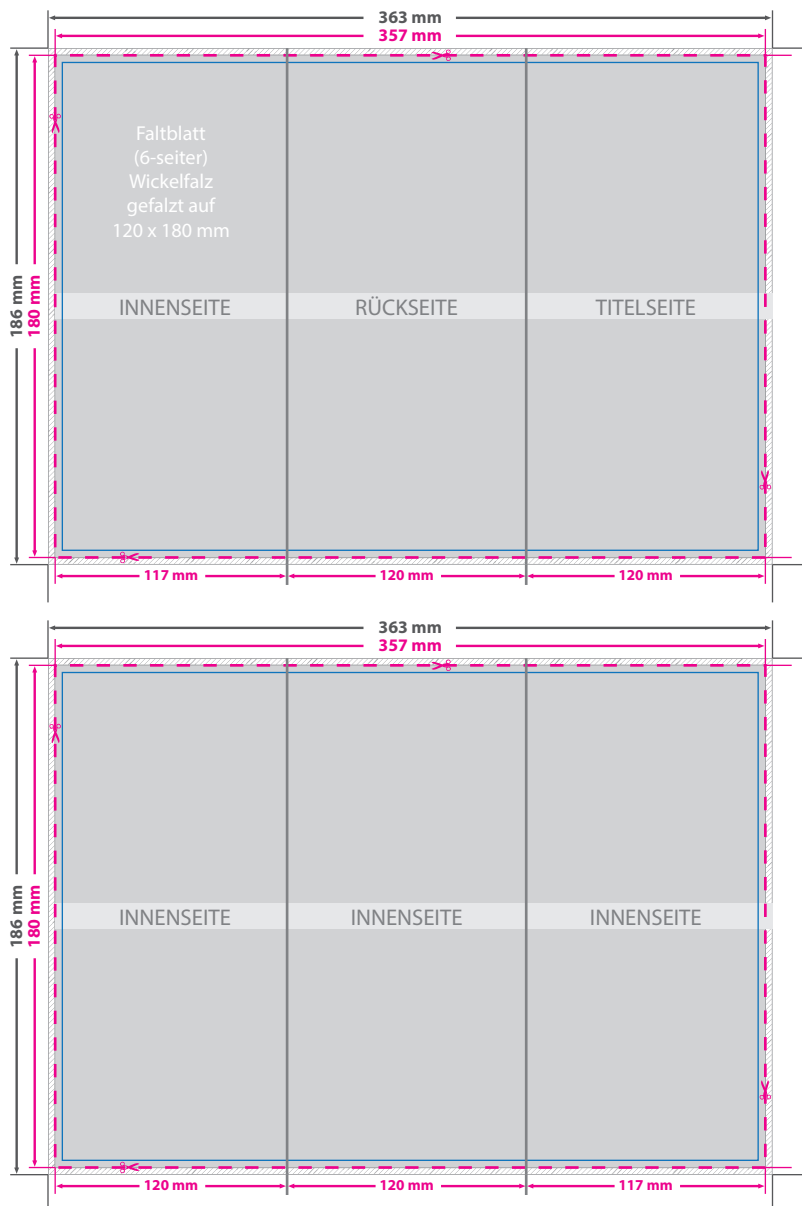 363 mm
357 mm
Faltblatt
(6-seiter)
Wickelfalz
gefalzt auf
120 x 180 mm
186 mm
180 mm
INNENSEITE
RÜCKSEITE
TITELSEITE
117 mm
120 mm
120 mm
363 mm
357 mm
186 mm
180 mm
INNENSEITE
INNENSEITE
INNENSEITE
120 mm
120 mm
117 mm